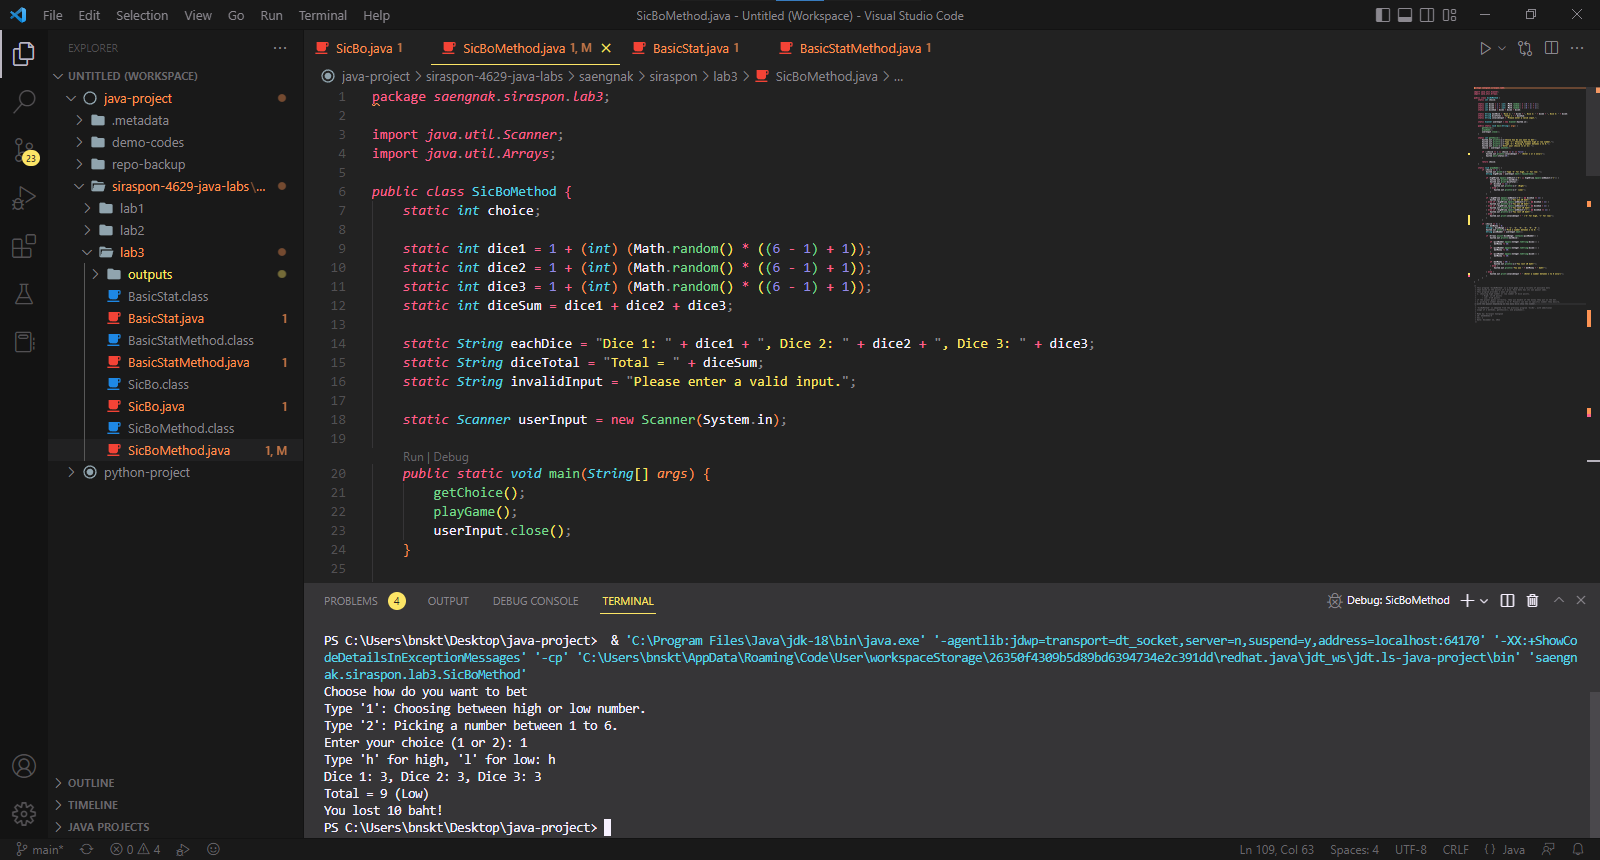 File Edit Selection View Go Run Terminal Help
SicBoMethod.java - Untitled (Workspace) - Visual Studio Code
EXPLORER
UNTITLED (WORKSPACE)
java-project
.metadata
demo-codes
repo-backup
siraspon-4629-java-labs \...
lab1
lab2
lab3
outputs
BasicStat.class
BasicStat.java 1
BasicStatMethod.class
BasicStatMethod.java 1
SicBo.class
SicBo.java 1
SicBoMethod.class
SicBoMethod.java 1, M
python-project
OUTLINE
TIMELINE
JAVA PROJECTS
23
SicBo.java 1 SicBoMethod.java 1, M BasicStat.java 1 BasicStatMethod.java 1
java-project > siraspon-4629-java-labs > saengnak > siraspon > lab3 > SicBoMethod.java > ...
1 package saengnak.siraspon.lab3;
2
3 import java.util.Scanner;
4 import java.util.Arrays;
5
6 public class SicBoMethod {
7 static int choice;
8
9 static int dice1 = 1 + (int) (Math.random() * ((6 - 1) + 1));
10 static int dice2 = 1 + (int) (Math.random() * ((6 - 1) + 1));
11 static int dice3 = 1 + (int) (Math.random() * ((6 - 1) + 1));
12 static int diceSum = dice1 + dice2 + dice3;
13
14 static String eachDice = "Dice 1: " + dice1 + ", Dice 2: " + dice2 + ", Dice 3: " + dice3;
15 static String diceTotal = "Total = " + diceSum;
16 static String invalidInput = "Please enter a valid input.";
17
18 static Scanner userInput = new Scanner(System.in);
19
Run | Debug
20 public static void main(String[] args) {
21 getChoice();
22 playGame();
23 userInput.close();
24 }
25
PROBLEMS 4 OUTPUT DEBUG CONSOLE TERMINAL
Debug: SicBoMethod
PS C:\Users\bnskt\Desktop\java-project> & 'C:\Program Files\Java\jdk-18\bin\java.exe' '-agentlib:jdwp=transport=dt_socket,server=n,suspend=y,address=localhost:64170' '-XX:+ShowCo
deDetailsInExceptionMessages' '-cp' 'C:\Users\bnskt\AppData\Roaming\Code\User\workspaceStorage\26350f4309b5d89bd6394734e2c391dd\redhat.java\jdt_ws\jdt.ls-java-project\bin' 'saengn
ak.siraspon.lab3.SicBoMethod'
Choose how do you want to bet
Type '1': Choosing between high or low number.
Type '2': Picking a number between 1 to 6.
Enter your choice (1 or 2): 1
Type 'h' for high, 'l' for low: h
Dice 1: 3, Dice 2: 3, Dice 3: 3
Total = 9 (Low)
You lost 10 baht!
PS C:\Users\bnskt\Desktop\java-project>
main* 0 4
Ln 109, Col 63 Spaces: 4 UTF-8 CRLF { } Java